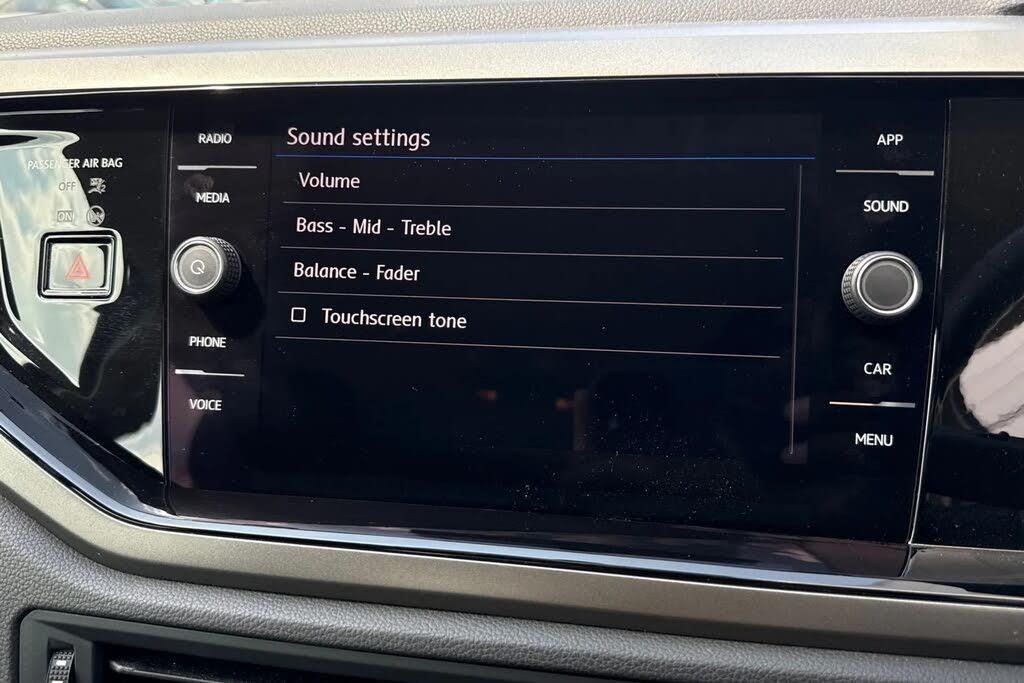 PASSENGER AIR BAG
OFF
ON
RADIO
MEDIA
PHONE
VOICE
Sound settings
Volume
Bass - Mid - Treble
Balance - Fader
Touchscreen tone
APP
SOUND
CAR
MENU